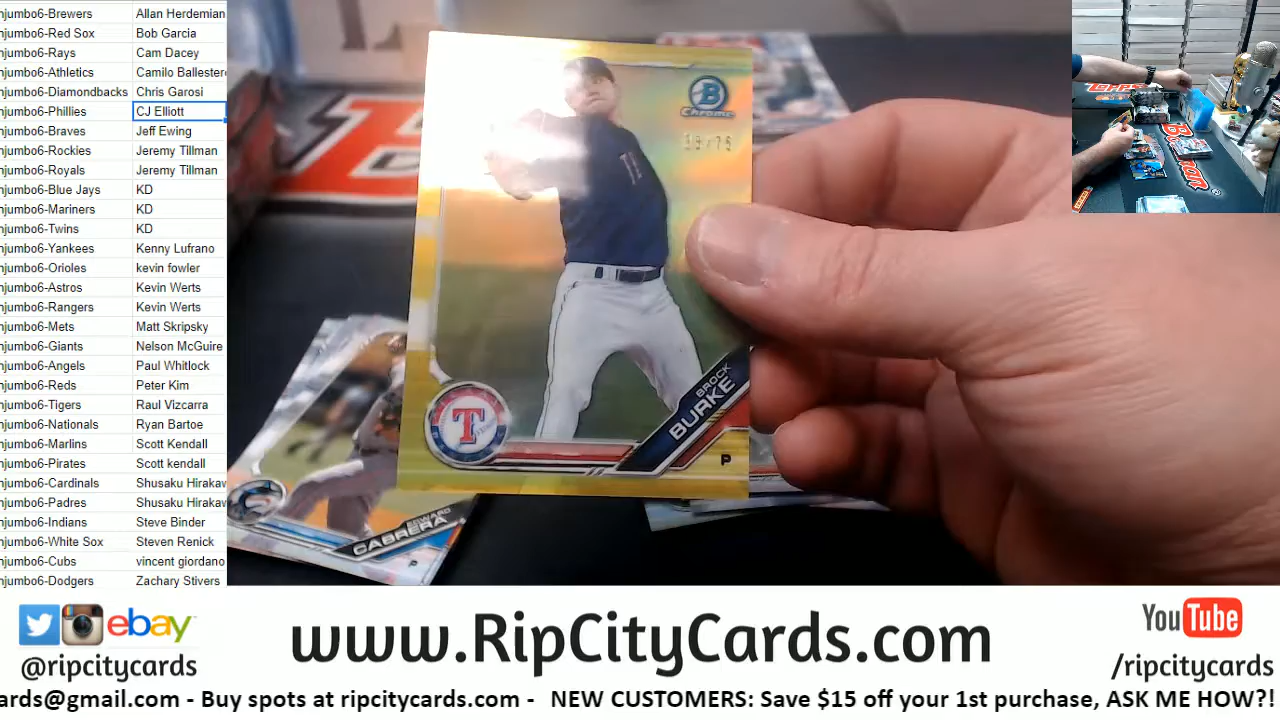 njumbo6-Brewers Allan Herdemian
njumbo6-Red Sox Bob Garcia
njumbo6-Rays Cam Dacey
njumbo6-Athletics Camilo Ballester
njumbo6-Diamondbacks Chris Garosi
njumbo6-Phillies CJ Elliott
njumbo6-Braves Jeff Ewing
njumbo6-Rockies Jeremy Tillman
njumbo6-Royals Jeremy Tillman
njumbo6-Blue Jays KD
njumbo6-Mariners KD
njumbo6-Twins KD
njumbo6-Yankees Kenny Lufrano
njumbo6-Orioles kevin fowler
njumbo6-Astros Kevin Werts
njumbo6-Rangers Kevin Werts
njumbo6-Mets Matt Skripsky
njumbo6-Giants Nelson McGuire
njumbo6-Angels Paul Whitlock
njumbo6-Reds Peter Kim
njumbo6-Tigers Raul Vizcarra
njumbo6-Nationals Ryan Bartoe
njumbo6-Marlins Scott Kendall
njumbo6-Pirates Scott kendall
njumbo6-Cardinals Shusaku Hirakaw
njumbo6-Padres Shusaku Hirakaw
njumbo6-Indians Steve Binder
njumbo6-White Sox Steven Renick
njumbo6-Cubs vincent giordano
njumbo6-Dodgers Zachary Stivers
B
Chrome
TE
BROCK
BURKE
T
P
EDWARD
CABRERA
P
TOPPS
Bowman
ebay
www.RipCityCards.com
You Tube
@ripcitycards
/ripcitycards
ards@gmail.com - Buy spots at ripcitycards.com - NEW CUSTOMERS: Save $15 off your 1st purchase, ASK ME HOW?!